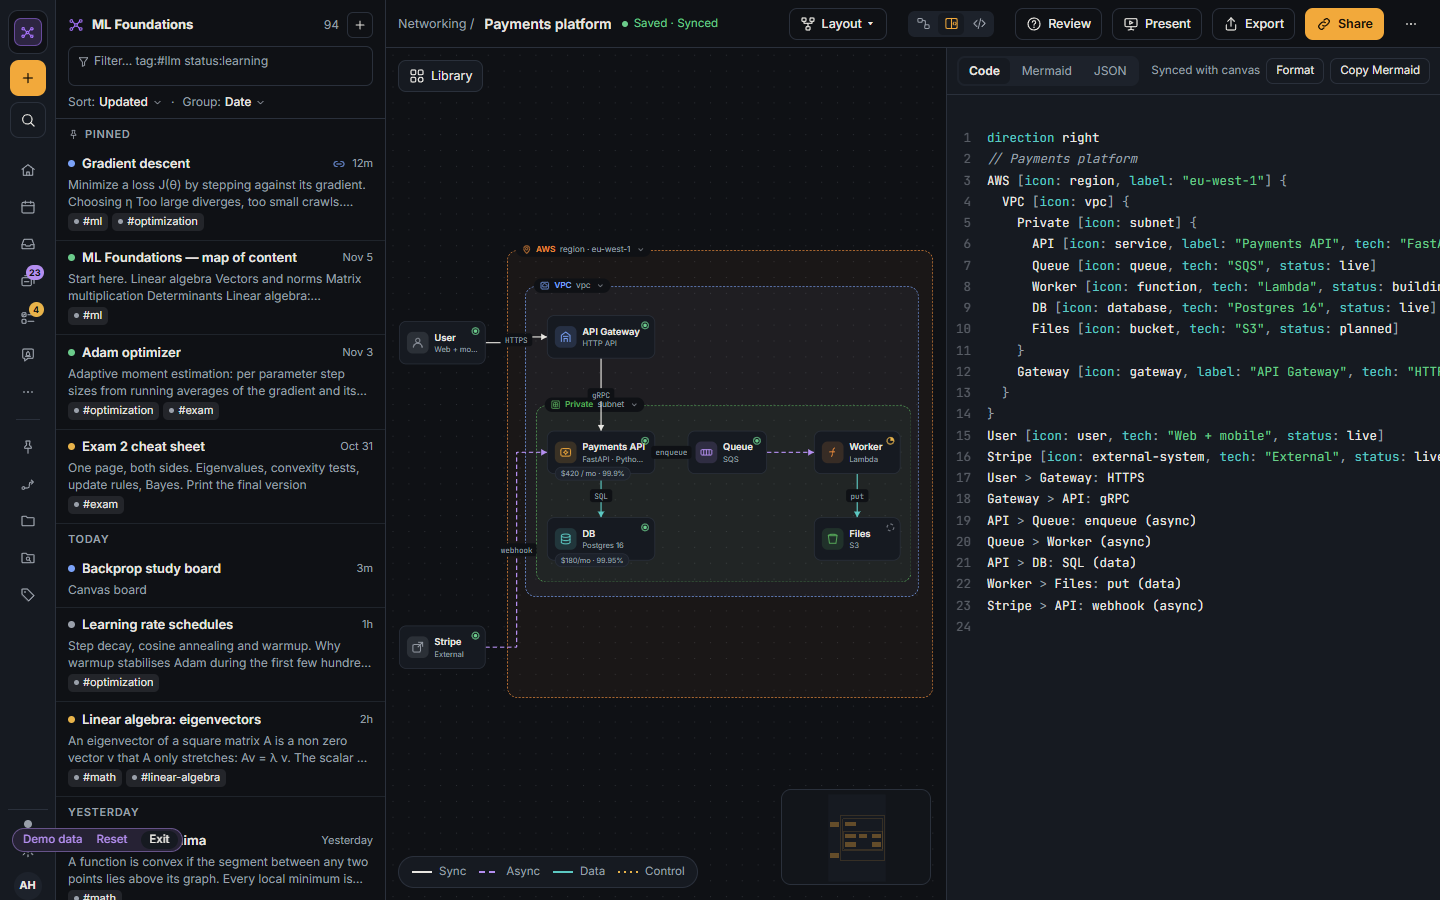 ML Foundations
94
Filter... tag:#llm status:learning
Sort: Updated · Group: Date
PINNED
Gradient descent 12m
Minimize a loss J(θ) by stepping against its gradient.
Choosing η Too large diverges, too small crawls....
#ml #optimization
ML Foundations — map of content Nov 5
Start here. Linear algebra Vectors and norms Matrix
multiplication Determinants Linear algebra:...
#ml
Adam optimizer Nov 3
Adaptive moment estimation: per parameter step
sizes from running averages of the gradient and its...
#optimization #exam
Exam 2 cheat sheet Oct 31
One page, both sides. Eigenvalues, convexity tests,
update rules, Bayes. Print the final version
#exam
TODAY
Backprop study board 3m
Canvas board
Learning rate schedules 1h
Step decay, cosine annealing and warmup. Why
warmup stabilises Adam during the first few hundre...
#optimization
Linear algebra: eigenvectors 2h
An eigenvector of a square matrix A is a non zero
vector v that A only stretches: Av = λ v. The scalar ...
#math #linear-algebra
YESTERDAY
ima Yesterday
A function is convex if the segment between any two
points lies above its graph. Every local minimum is...
#math
23
4
Demo data Reset Exit
AH
Networking / Payments platform Saved · Synced
Layout
Review
Present
Export
Share
Library
AWS region · eu-west-1
VPC vpc
User
Web + mo...
HTTPS
API Gateway
HTTP API
gRPC
Private subnet
Payments API
FastAPI · Pytho...
$420 / mo · 99.9%
enqueue
Queue
SQS
Worker
Lambda
SQL
put
DB
Postgres 16
$180/mo · 99.95%
Files
S3
webhook
Stripe
External
Sync Async Data Control
Code Mermaid JSON Synced with canvas Format Copy Mermaid
1 direction right
2 // Payments platform
3 AWS [icon: region, label: "eu-west-1"] {
4 VPC [icon: vpc] {
5 Private [icon: subnet] {
6 API [icon: service, label: "Payments API", tech: "FastA
7 Queue [icon: queue, tech: "SQS", status: live]
8 Worker [icon: function, tech: "Lambda", status: buildin
9 DB [icon: database, tech: "Postgres 16", status: live]
10 Files [icon: bucket, tech: "S3", status: planned]
11 }
12 Gateway [icon: gateway, label: "API Gateway", tech: "HTTP
13 }
14 }
15 User [icon: user, tech: "Web + mobile", status: live]
16 Stripe [icon: external-system, tech: "External", status: live
17 User > Gateway: HTTPS
18 Gateway > API: gRPC
19 API > Queue: enqueue (async)
20 Queue > Worker (async)
21 API > DB: SQL (data)
22 Worker > Files: put (data)
23 Stripe > API: webhook (async)
24